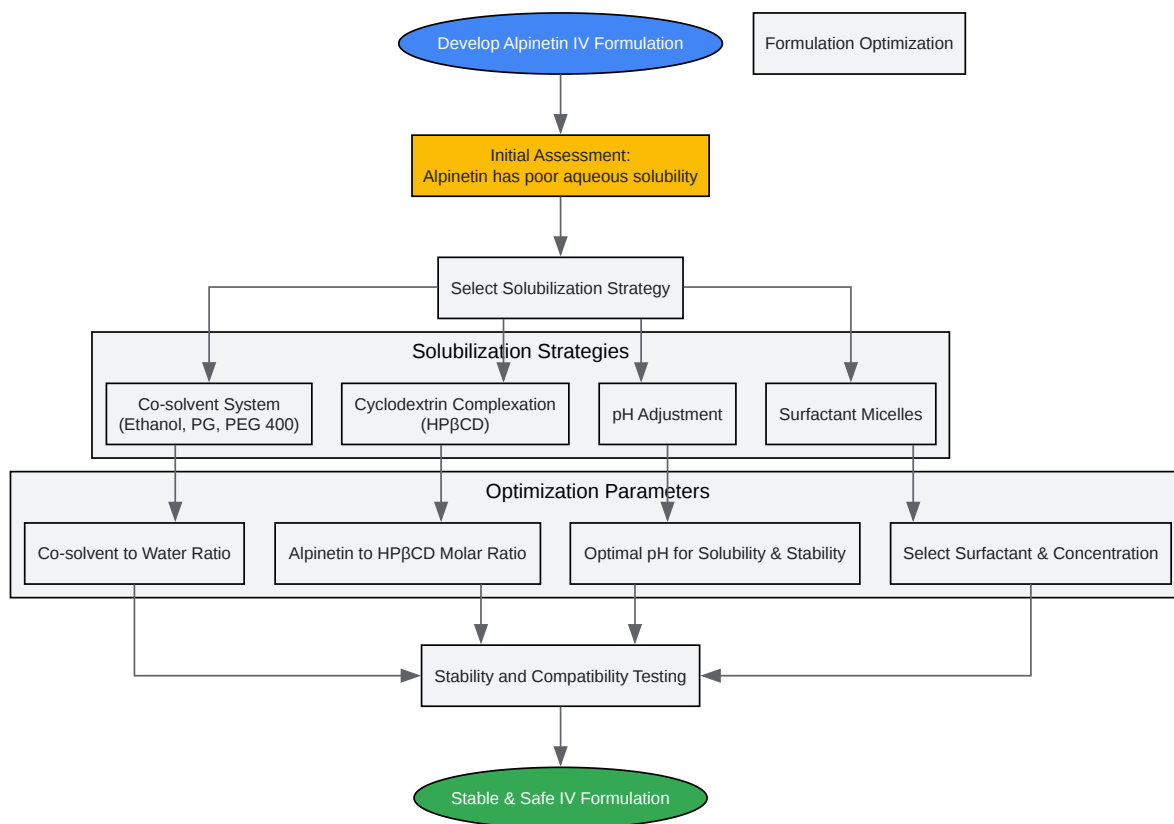 Develop Alpinetin IV Formulation
Formulation Optimization
Initial Assessment:
Alpinetin has poor aqueous solubility
Select Solubilization Strategy
Solubilization Strategies
Co-solvent System
(Ethanol, PG, PEG 400)
Cyclodextrin Complexation
(HPβCD)
pH Adjustment
Surfactant Micelles
Optimization Parameters
Co-solvent to Water Ratio
Alpinetin to HPβCD Molar Ratio
Optimal pH for Solubility & Stability
Select Surfactant & Concentration
Stability and Compatibility Testing
Stable & Safe IV Formulation